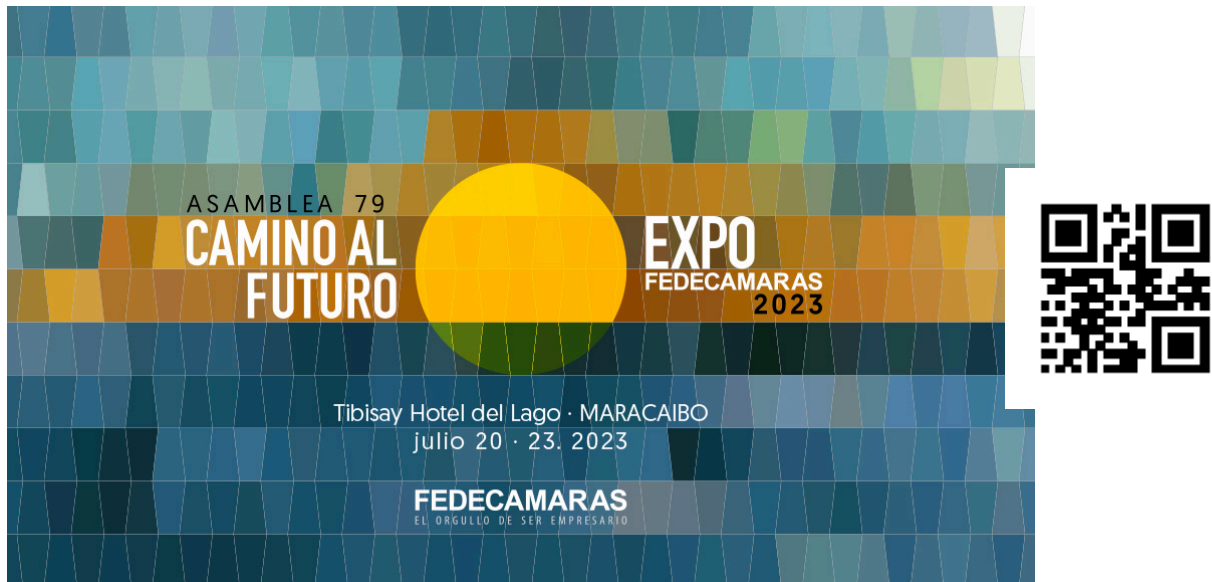 ASAMBLEA 79
CAMINO AL
FUTURO
EXPO
FEDECAMARAS
2023
Tibisay Hotel del Lago · MARACAIBO
julio 20 · 23. 2023
FEDECAMARAS
EL ORGULLO DE SER EMPRESARIO